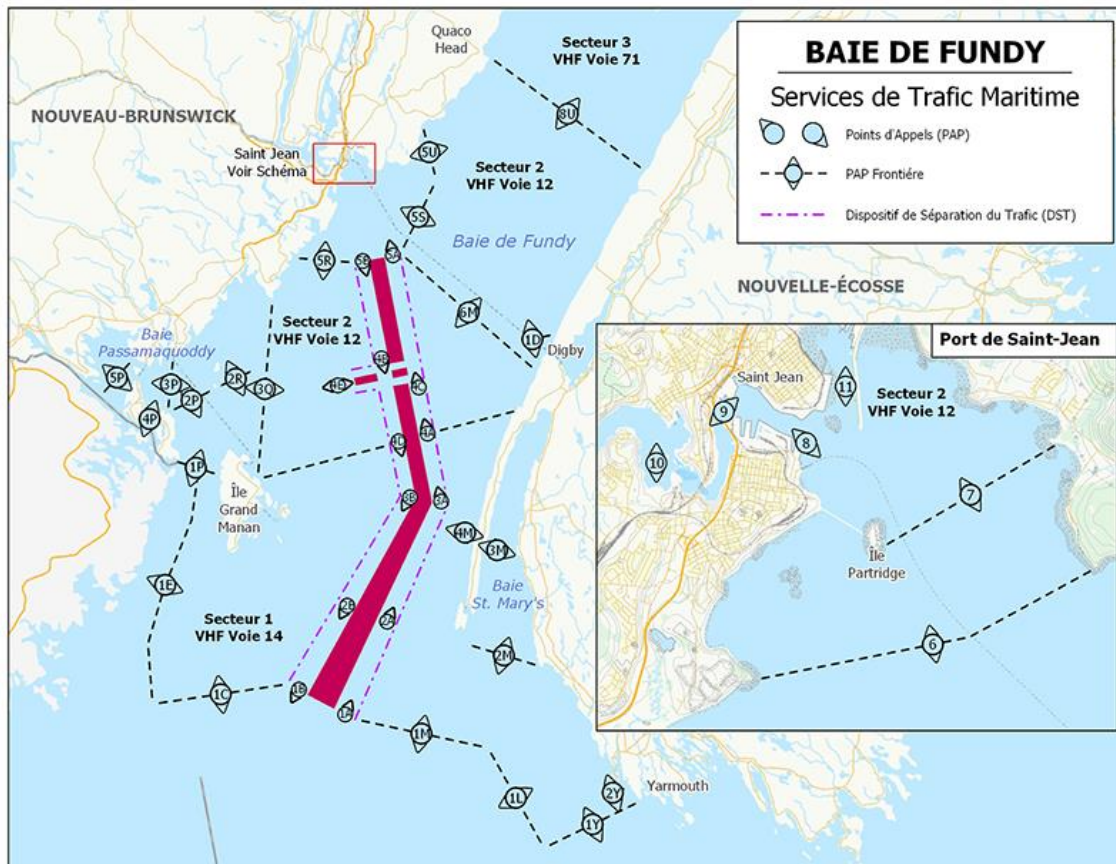 BAIE DE FUNDY
Services de Trafic Maritime
Points d'Appels (PAP)
PAP Frontiére
Dispositif de Séparation du Trafic (DST)
Quaco
Head
Secteur 3
VHF Voie 71
8U
NOUVEAU-BRUNSWICK
Saint Jean
Voir Schéma
5U
Secteur 2
VHF Voie 12
5S
Baie de Fundy
5R
5B
5A
NOUVELLE-ÉCOSSE
6M
1D
Digby
Secteur 2
VHF Voie 12
Baie
Passamaquoddy
5P
3P
2P
2R
3Q
4P
4B
4D
4C
4A
4D
1P
Île
Grand
Manan
3B
3A
4M
3M
Baie
St. Mary's
1E
2B
2A
Secteur 1
VHF Voie 14
2M
1C
1B
1A
1M
1L
2Y
1Y
Yarmouth
Port de Saint-Jean
Saint Jean
11
Secteur 2
VHF Voie 12
9
8
10
7
Île
Partridge
6